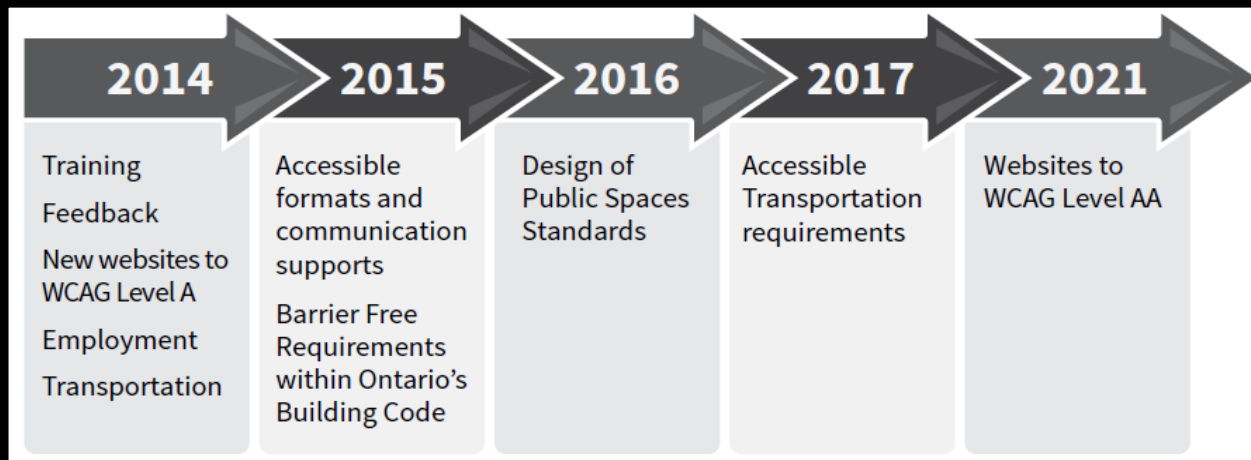 2014
2015
2016
2017
2021
Training
Feedback
New websites to
WCAG Level A
Employment
Transportation
Accessible
formats and
communication
supports
Barrier Free
Requirements
within Ontario’s
Building Code
Design of
Public Spaces
Standards
Accessible
Transportation
requirements
Websites to
WCAG Level AA